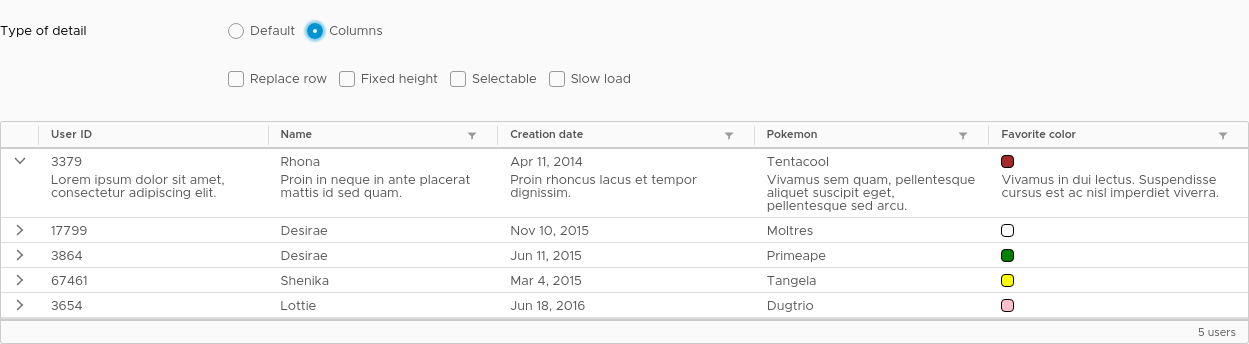 Type of detail Default Columns
Replace row Fixed height Selectable Slow load
User ID Name Creation date Pokemon Favorite color
3379 Rhona Apr 11, 2014 Tentacool
Lorem ipsum dolor sit amet, Proin in neque in ante placerat Proin rhoncus lacus et tempor Vivamus sem quam, pellentesque Vivamus in dui lectus. Suspendisse
consectetur adipiscing elit. mattis id sed quam. dignissim. aliquet suscipit eget, cursus est ac nisl imperdiet viverra.
pellentesque sed arcu.
17799 Desirae Nov 10, 2015 Moltres
3864 Desirae Jun 11, 2015 Primeape
67461 Shenika Mar 4, 2015 Tangela
3654 Lottie Jun 18, 2016 Dugtrio
5 users